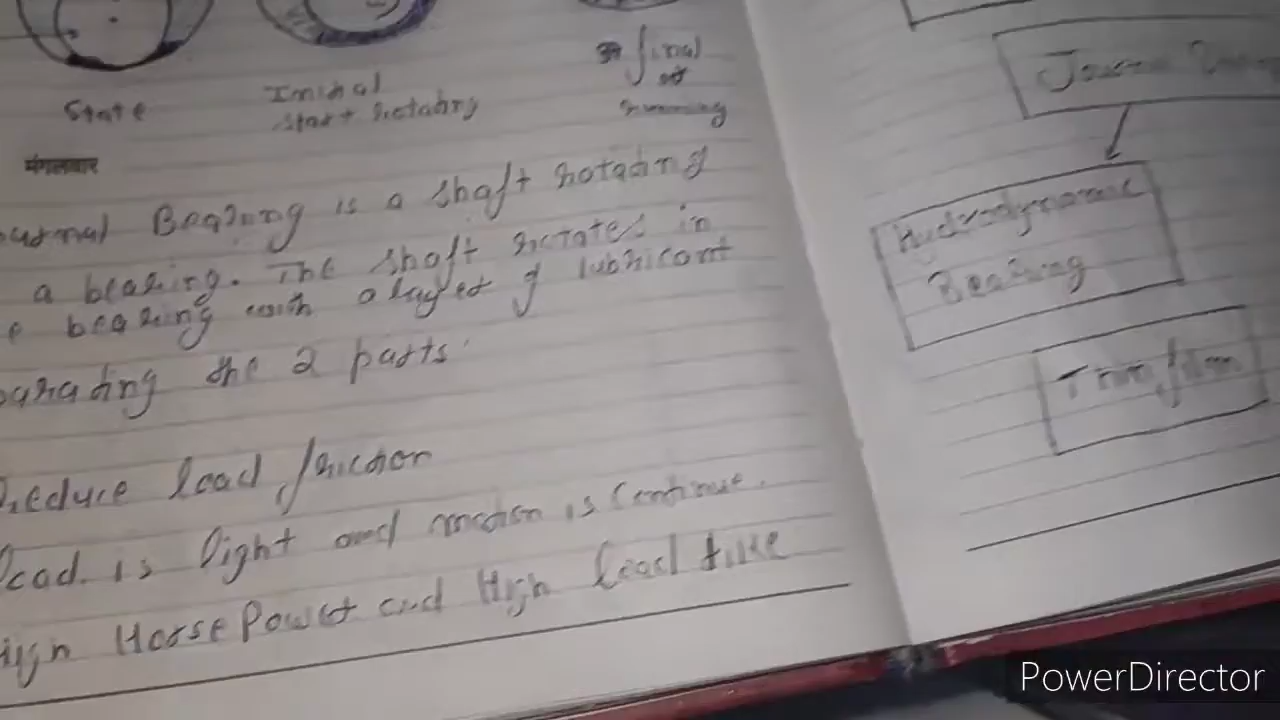 State
Initial
start rotating
final
running
मंगलवार
Bearing is a shaft rotating
a bearing. The shaft rotates in
bearing with a layer of lubricant
the 2 parts.
reduce load friction
load is light and motion is continue.
High Horse Power and High load like
Hydrodynamic
Bearing
PowerDirector